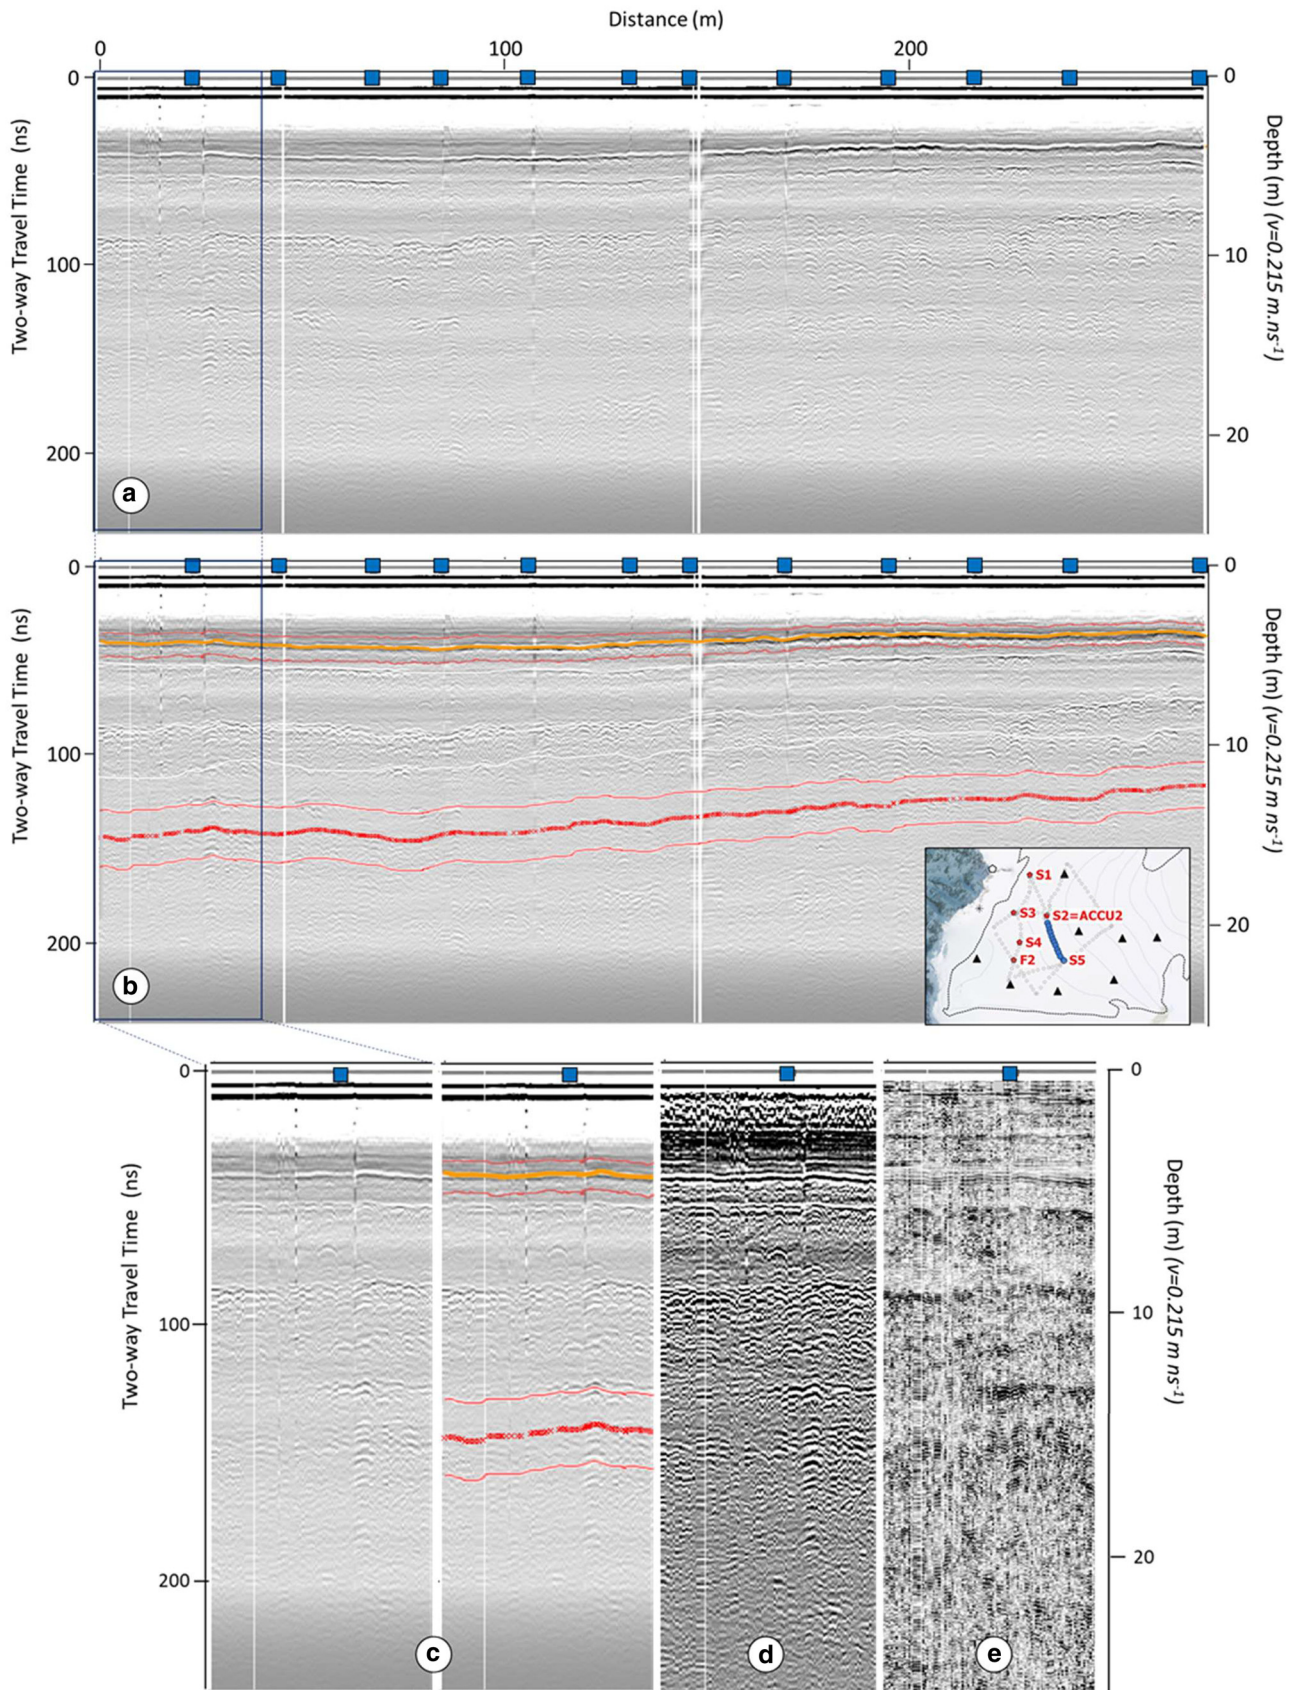 Distance (m)
0 100 200
0 0
Two-way Travel Time (ns)
Depth (m) (v=0.215 m.ns-1)
100 10
200 20
a
0 0
Two-way Travel Time (ns)
Depth (m) (v=0.215 m ns-1)
100 10
S1
S3 S2=ACCU2
S4
F2 S5
200 20
b
0 0
Two-way Travel Time (ns)
Depth (m) (v=0.215 m ns-1)
100 10
200 20
c d e